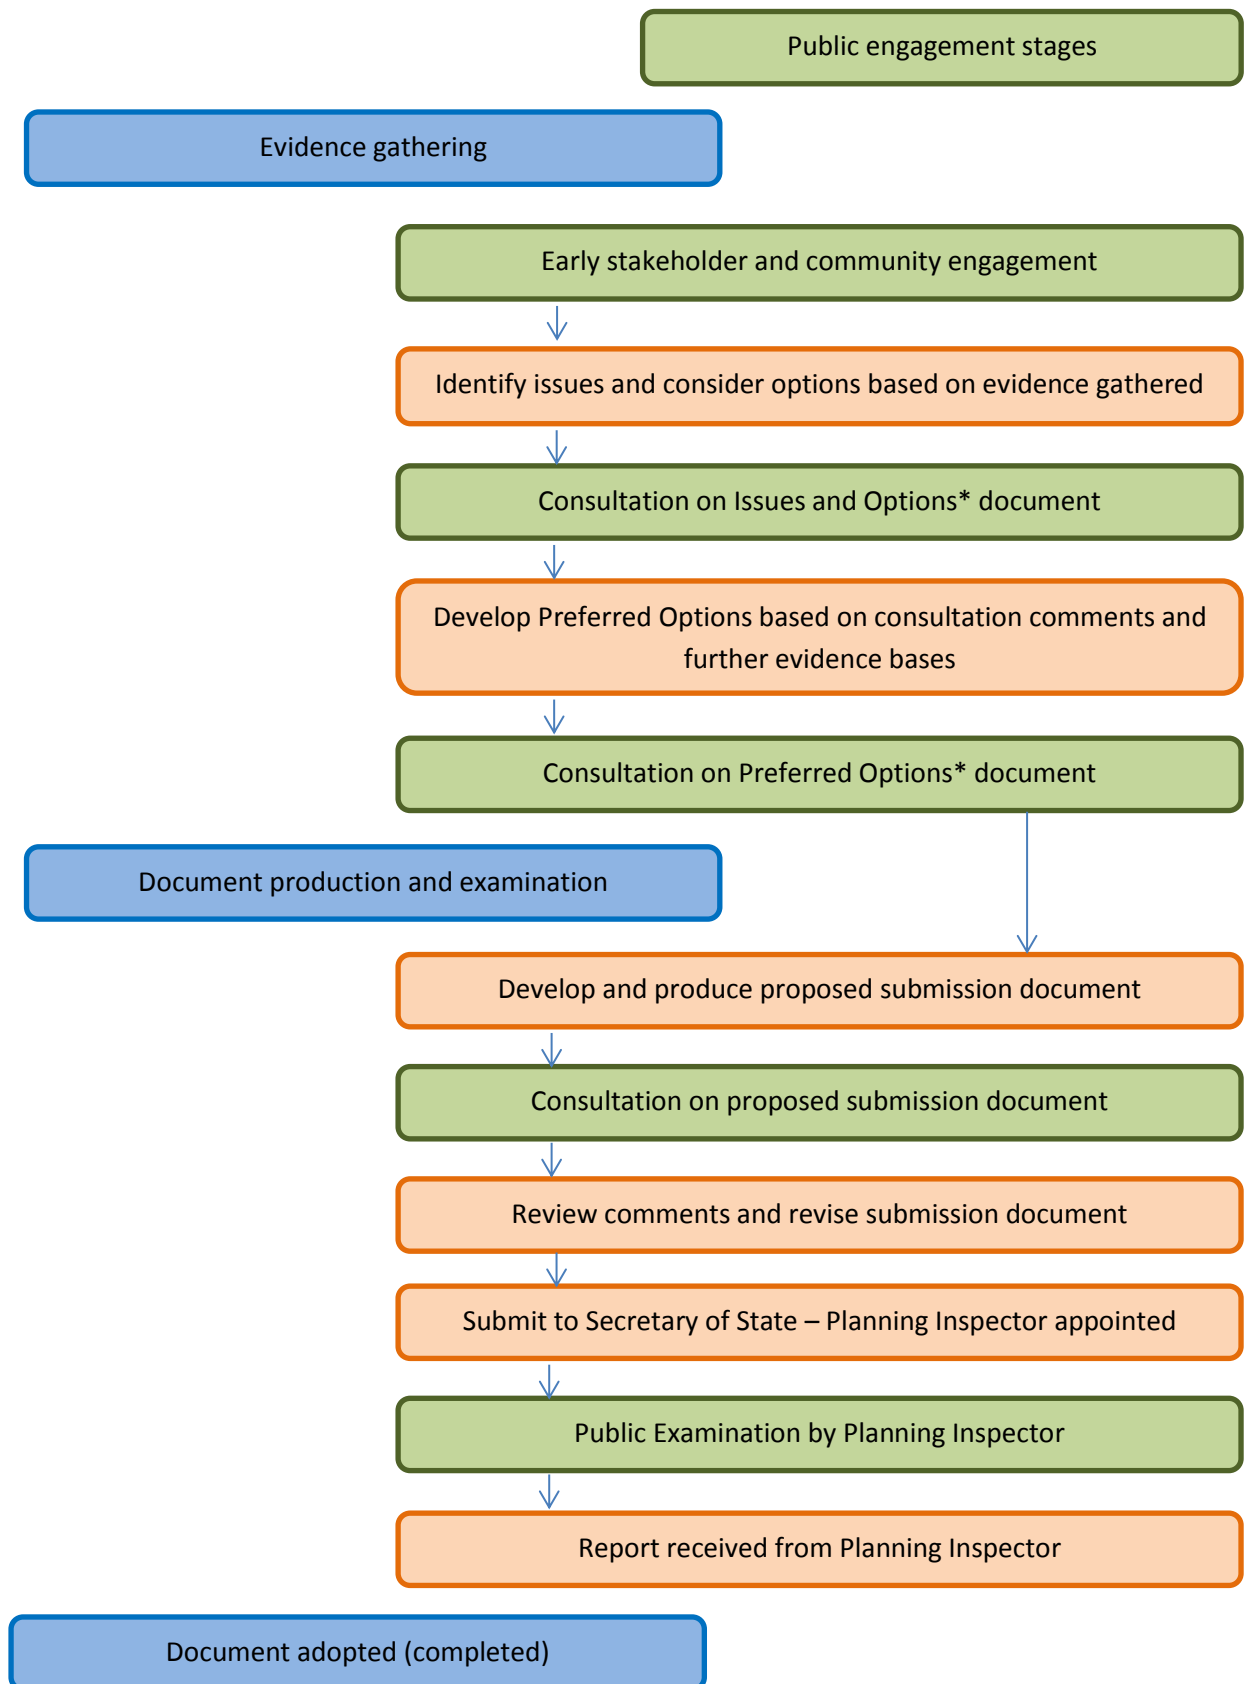 Public engagement stages
Evidence gathering
Early stakeholder and community engagement
Identify issues and consider options based on evidence gathered
Consultation on Issues and Options* document
Develop Preferred Options based on consultation comments and
further evidence bases
Consultation on Preferred Options* document
Document production and examination
Develop and produce proposed submission document
Consultation on proposed submission document
Review comments and revise submission document
Submit to Secretary of State – Planning Inspector appointed
Public Examination by Planning Inspector
Report received from Planning Inspector
Document adopted (completed)